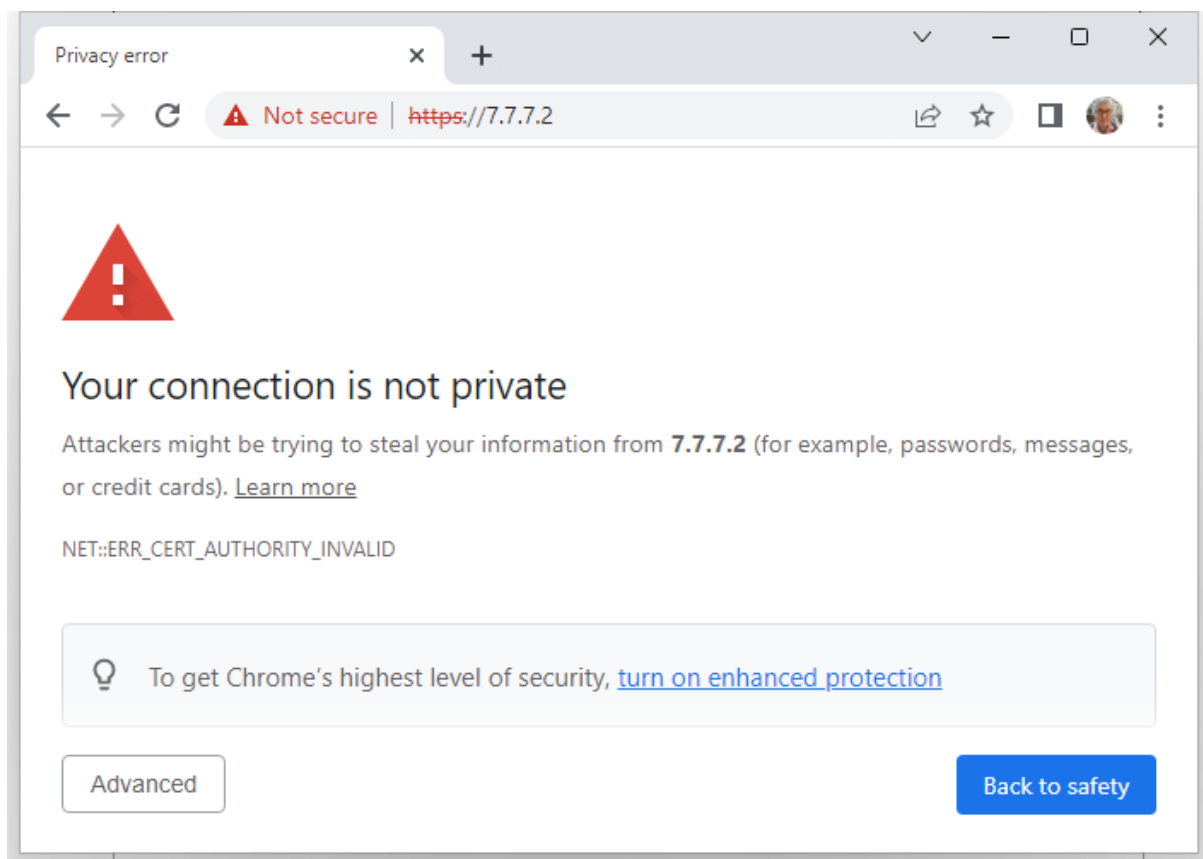 Privacy error
Not secure | https://7.7.7.2
Your connection is not private
Attackers might be trying to steal your information from 7.7.7.2 (for example, passwords, messages,
or credit cards). Learn more
NET::ERR_CERT_AUTHORITY_INVALID
To get Chrome's highest level of security, turn on enhanced protection
Advanced
Back to safety